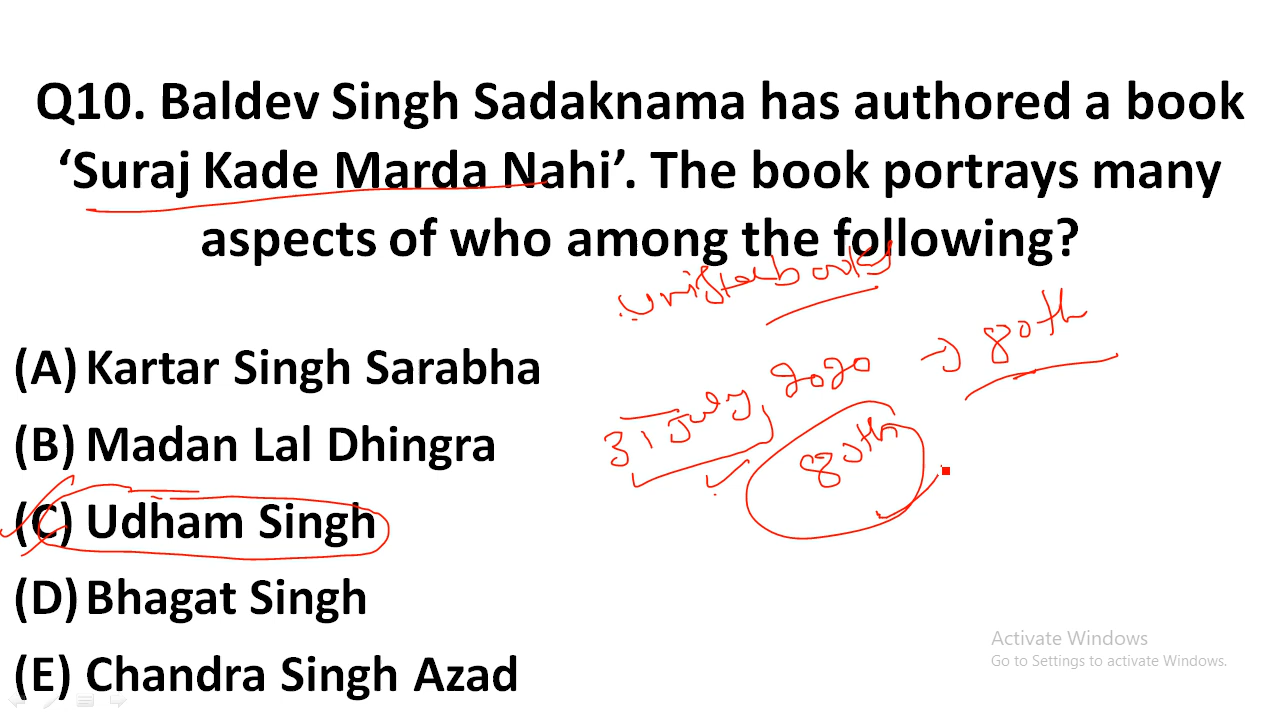 Q10. Baldev Singh Sadaknama has authored a book
‘Suraj Kade Marda Nahi’. The book portrays many
aspects of who among the following?
(A) Kartar Singh Sarabha
31 July, 2020 → 80th
(B) Madan Lal Dhingra
80th
(C) Udham Singh
(D) Bhagat Singh
(E) Chandra Singh Azad
Activate Windows
Go to Settings to activate Windows.